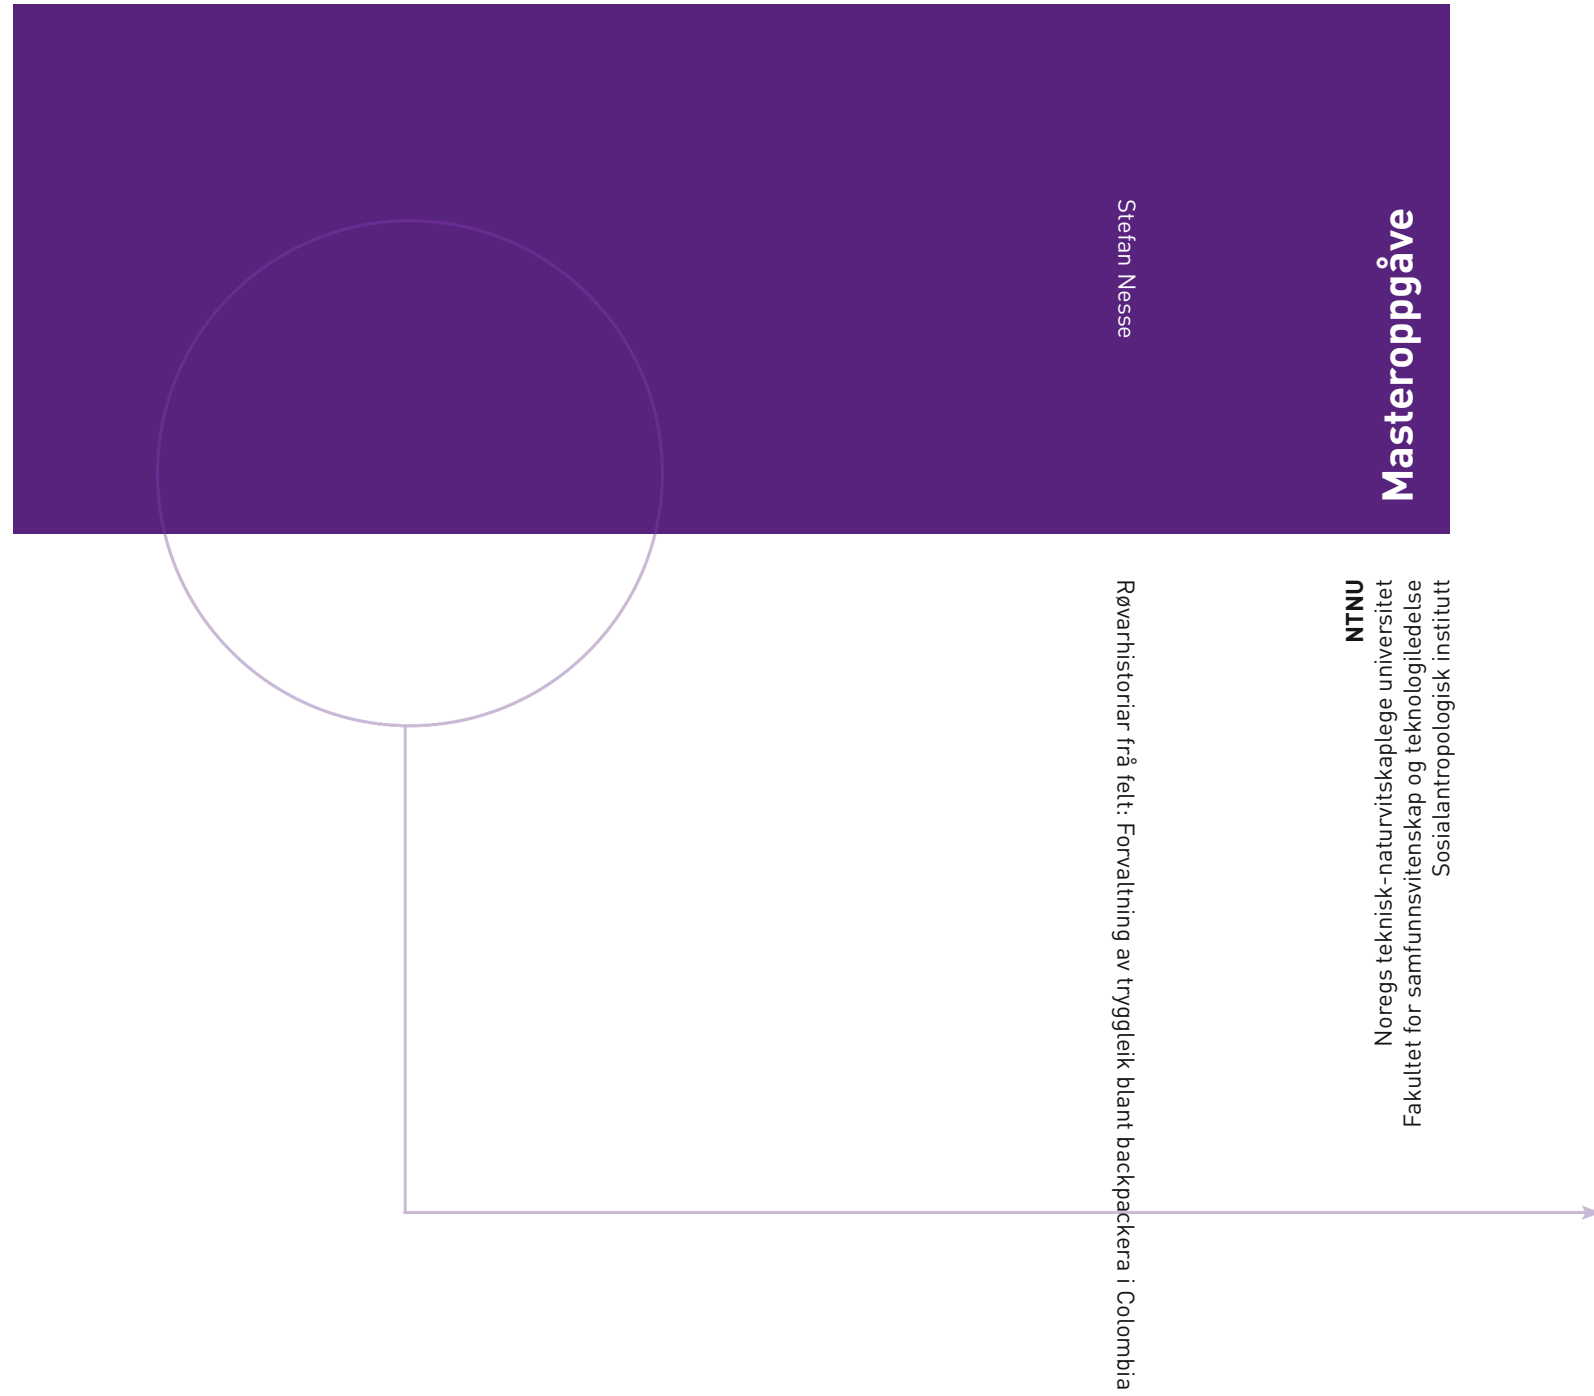 Masteroppgåve
NTNU
Noregs teknisk-naturvitskaplege universitet
Fakultet for samfunnsvitenskap og teknologiledelse
Sosialantropologisk institutt
Stefan Nesse
Røvarhistoriar frå felt: Forvaltning av tryggleik blant backpackera i Colombia